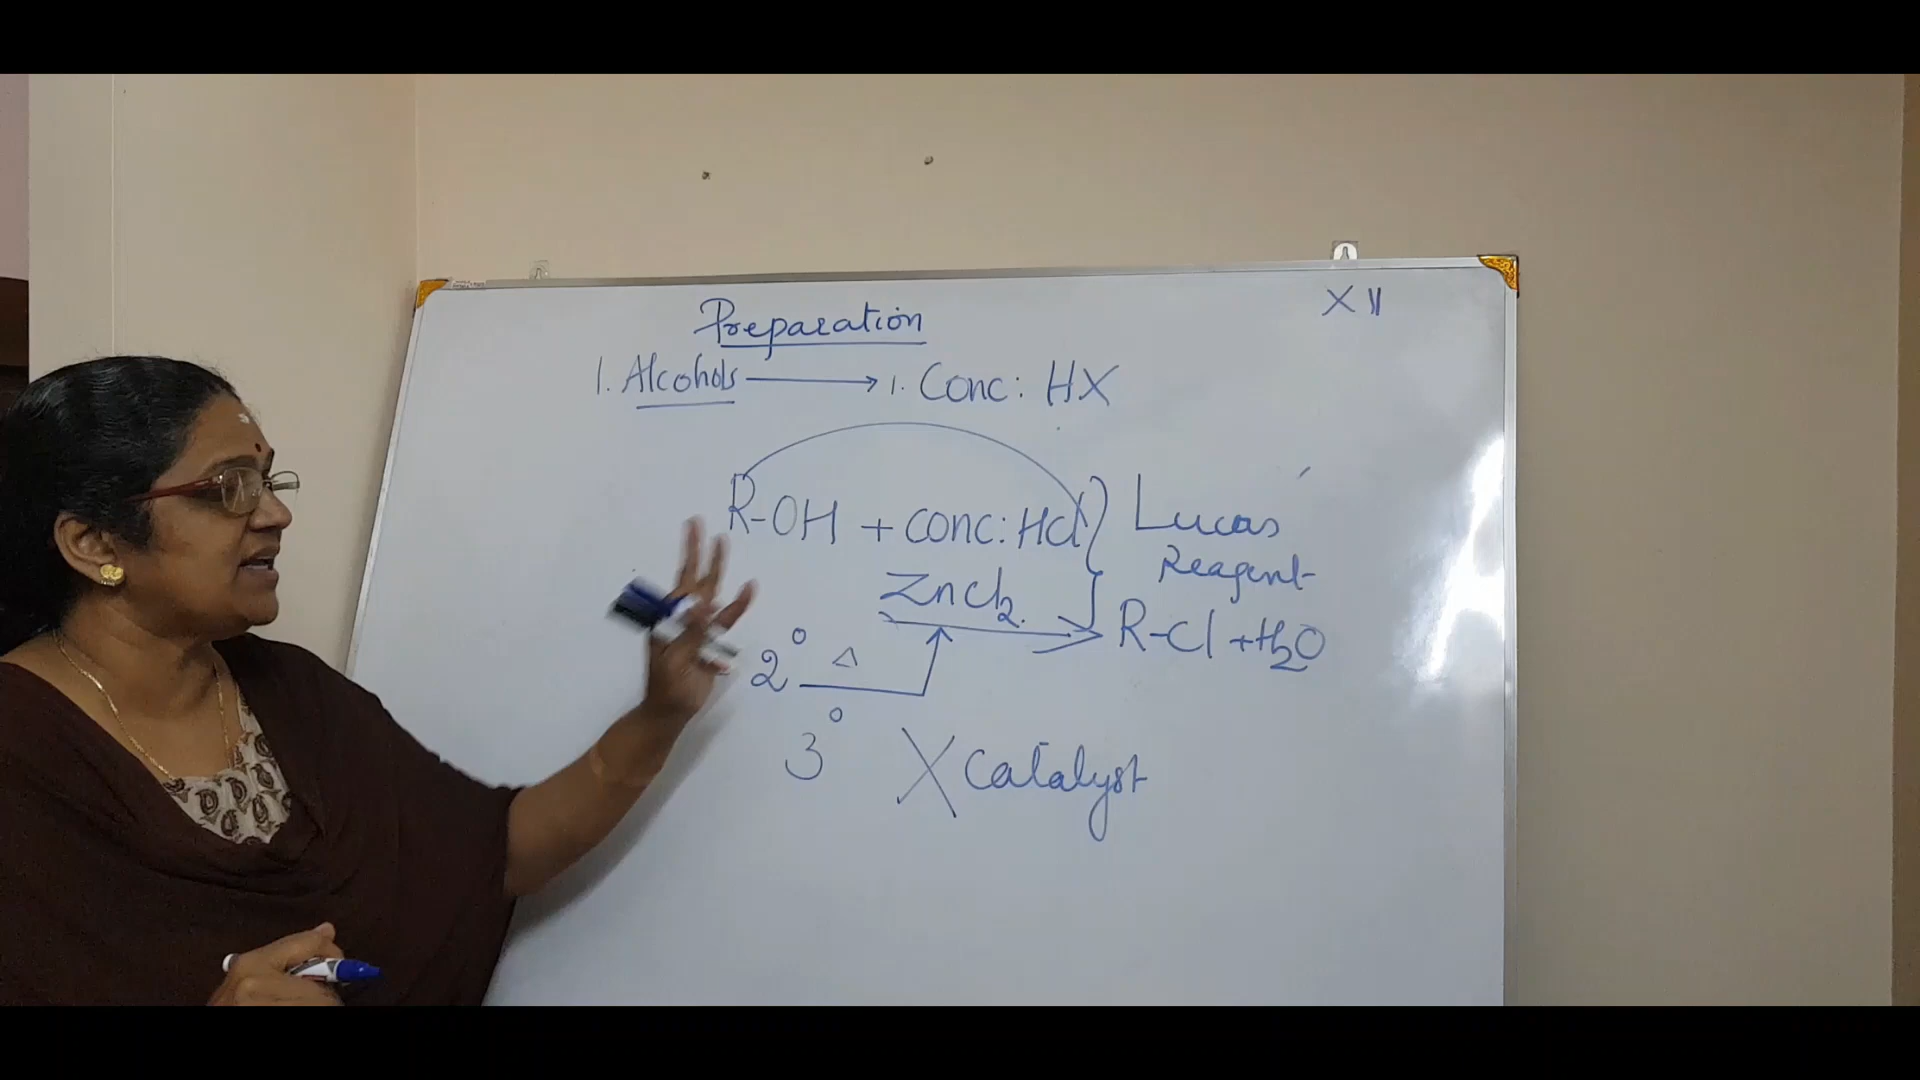 XII
Preparation
1. Alcohols ⟶ 1. Conc: HX
R-OH + conc: HCl } Lucas
Reagent
ZnCl2.
R-Cl + H2O
2° Δ
3° X Catalyst